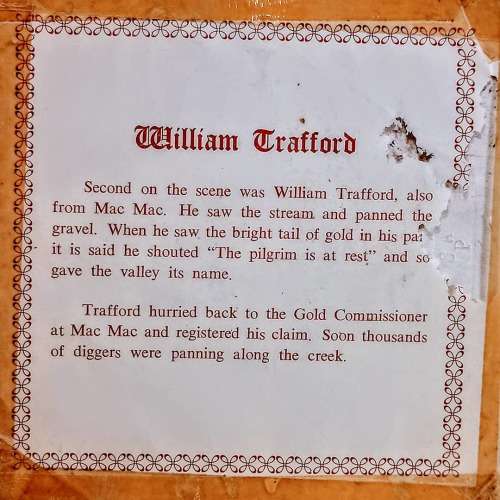 William Trafford
Second on the scene was William Trafford, also
from Mac Mac. He saw the stream and panned the
gravel. When he saw the bright tail of gold in his
it is said he shouted “The pilgrim is at rest” and so
gave the valley its name.
Trafford hurried back to the Gold Commissioner
at Mac Mac and registered his claim. Soon thousands
of diggers were panning along the creek.